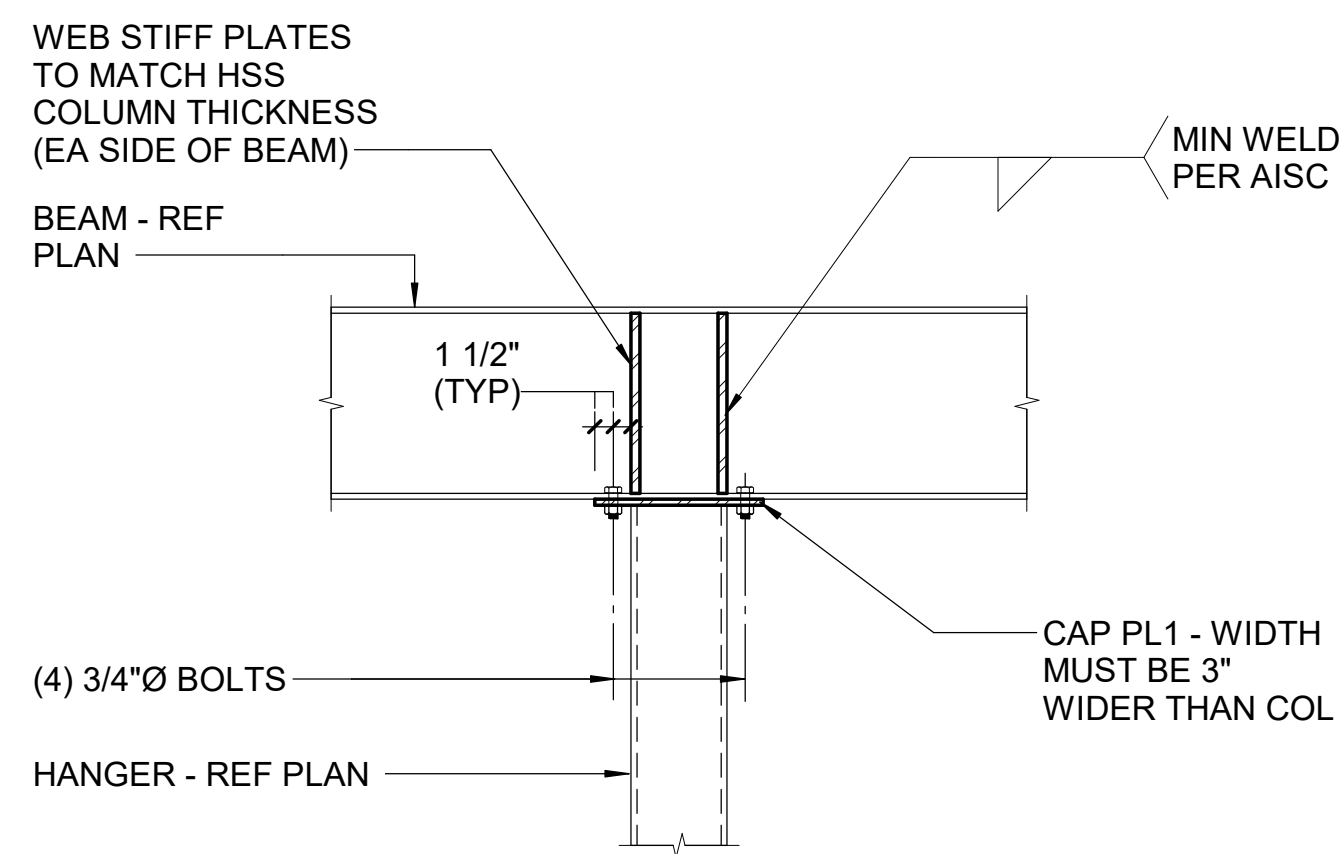 WEB STIFF PLATES
TO MATCH HSS
COLUMN THICKNESS
(EA SIDE OF BEAM)
MIN WELD
PER AISC
BEAM - REF
PLAN
1 1/2"
(TYP)
CAP PL1 - WIDTH
MUST BE 3"
WIDER THAN COL
(4) 3/4"Ø BOLTS
HANGER - REF PLAN